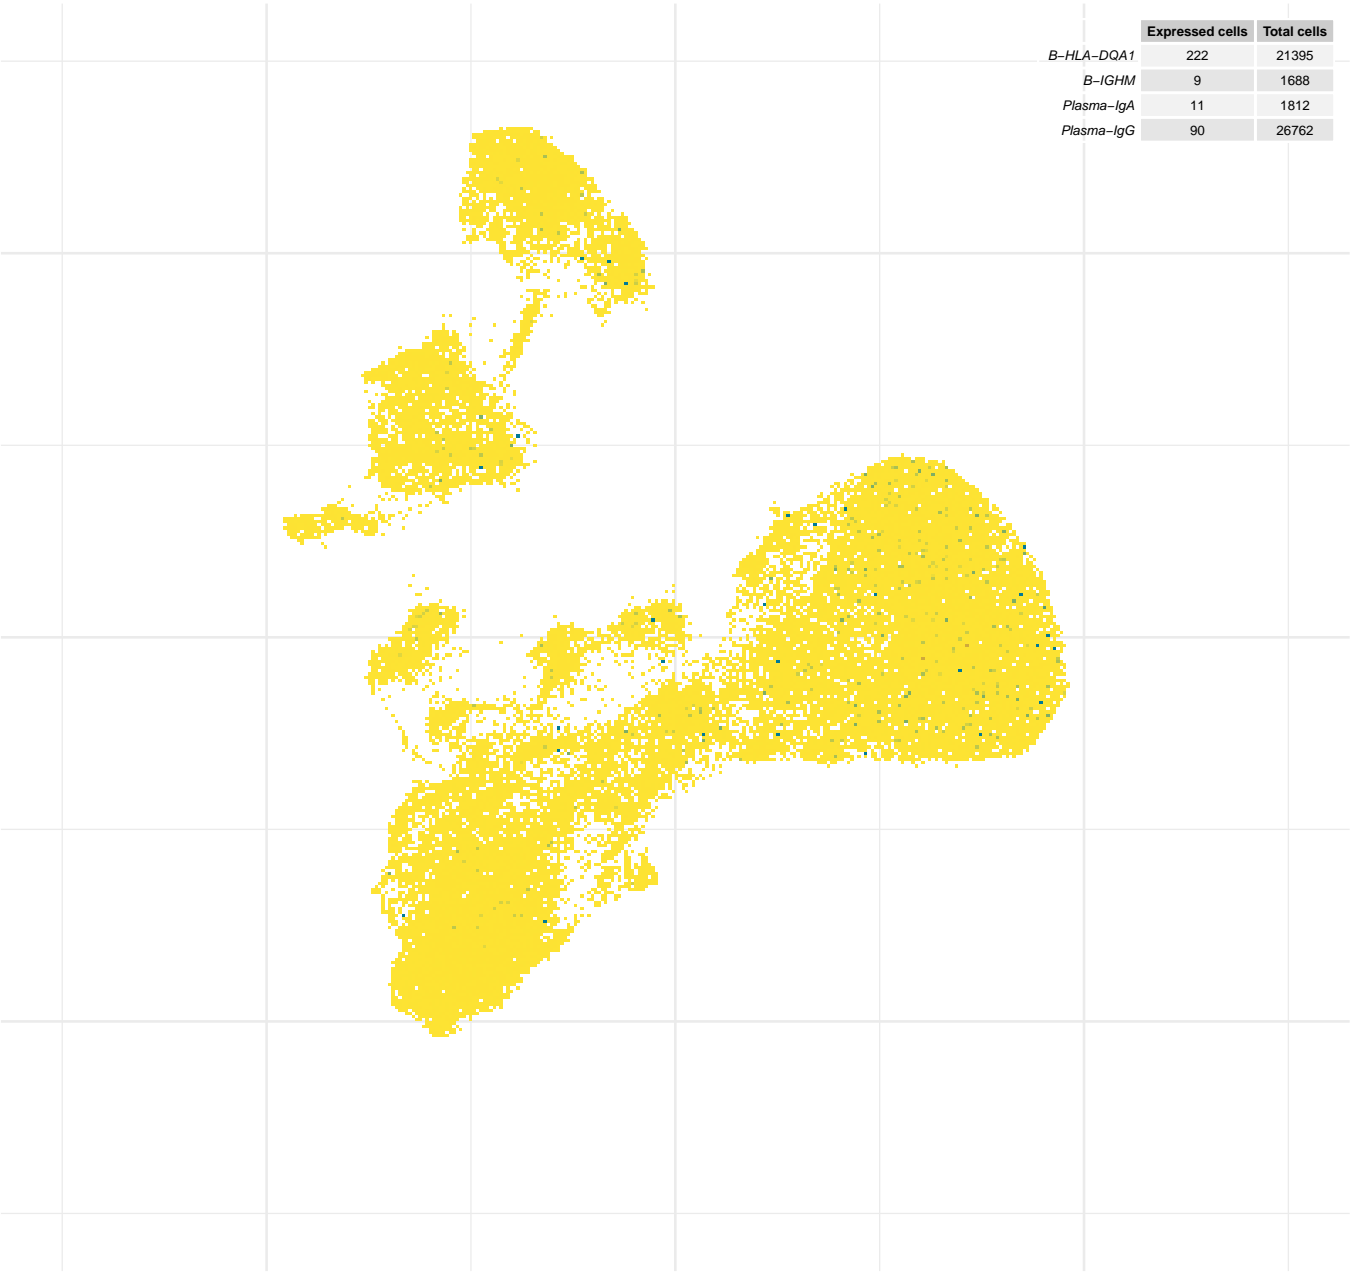 Expressed cells Total cells
B−HLA−DQA1 222 21395
B−IGHM 9 1688
Plasma−IgA 11 1812
Plasma−IgG 90 26762